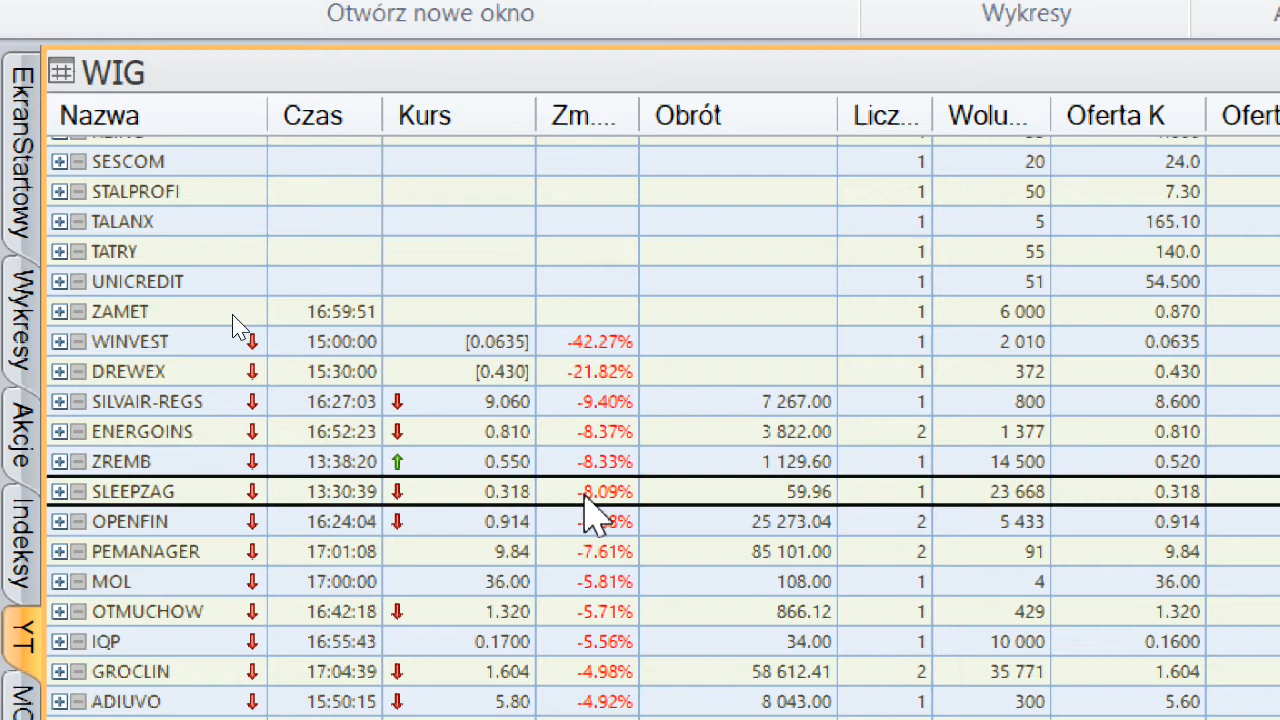 Otwórz nowe okno Wykresy
EkranStartowy
Wykresy
Akcje
Indeksy
YT
WIG
Nazwa Czas Kurs Zm.... Obrót Licz... Wolu... Oferta K Ofert
SESCOM 1 20 24.0
STALPROFI 1 50 7.30
TALANX 1 5 165.10
TATRY 1 55 140.0
UNICREDIT 1 51 54.500
ZAMET 16:59:51 1 6 000 0.870
WINVEST 15:00:00 [0.0635] -42.27% 1 2 010 0.0635
DREWEX 15:30:00 [0.430] -21.82% 1 372 0.430
SILVAIR-REGS 16:27:03 9.060 -9.40% 7 267.00 1 800 8.600
ENERGOINS 16:52:23 0.810 -8.37% 3 822.00 2 1 377 0.810
ZREMB 13:38:20 0.550 -8.33% 1 129.60 1 14 500 0.520
SLEEPZAG 13:30:39 0.318 -8.09% 59.96 1 23 668 0.318
OPENFIN 16:24:04 0.914 25 273.04 2 5 433 0.914
PEMANAGER 17:01:08 9.84 -7.61% 85 101.00 2 91 9.84
MOL 17:00:00 36.00 -5.81% 108.00 1 4 36.00
OTMUCHOW 16:42:18 1.320 -5.71% 866.12 1 429 1.320
IQP 16:55:43 0.1700 -5.56% 34.00 1 10 000 0.1600
GROCLIN 17:04:39 1.604 -4.98% 58 612.41 2 35 771 1.604
ADIUVO 15:50:15 5.80 -4.92% 8 043.00 1 300 5.60